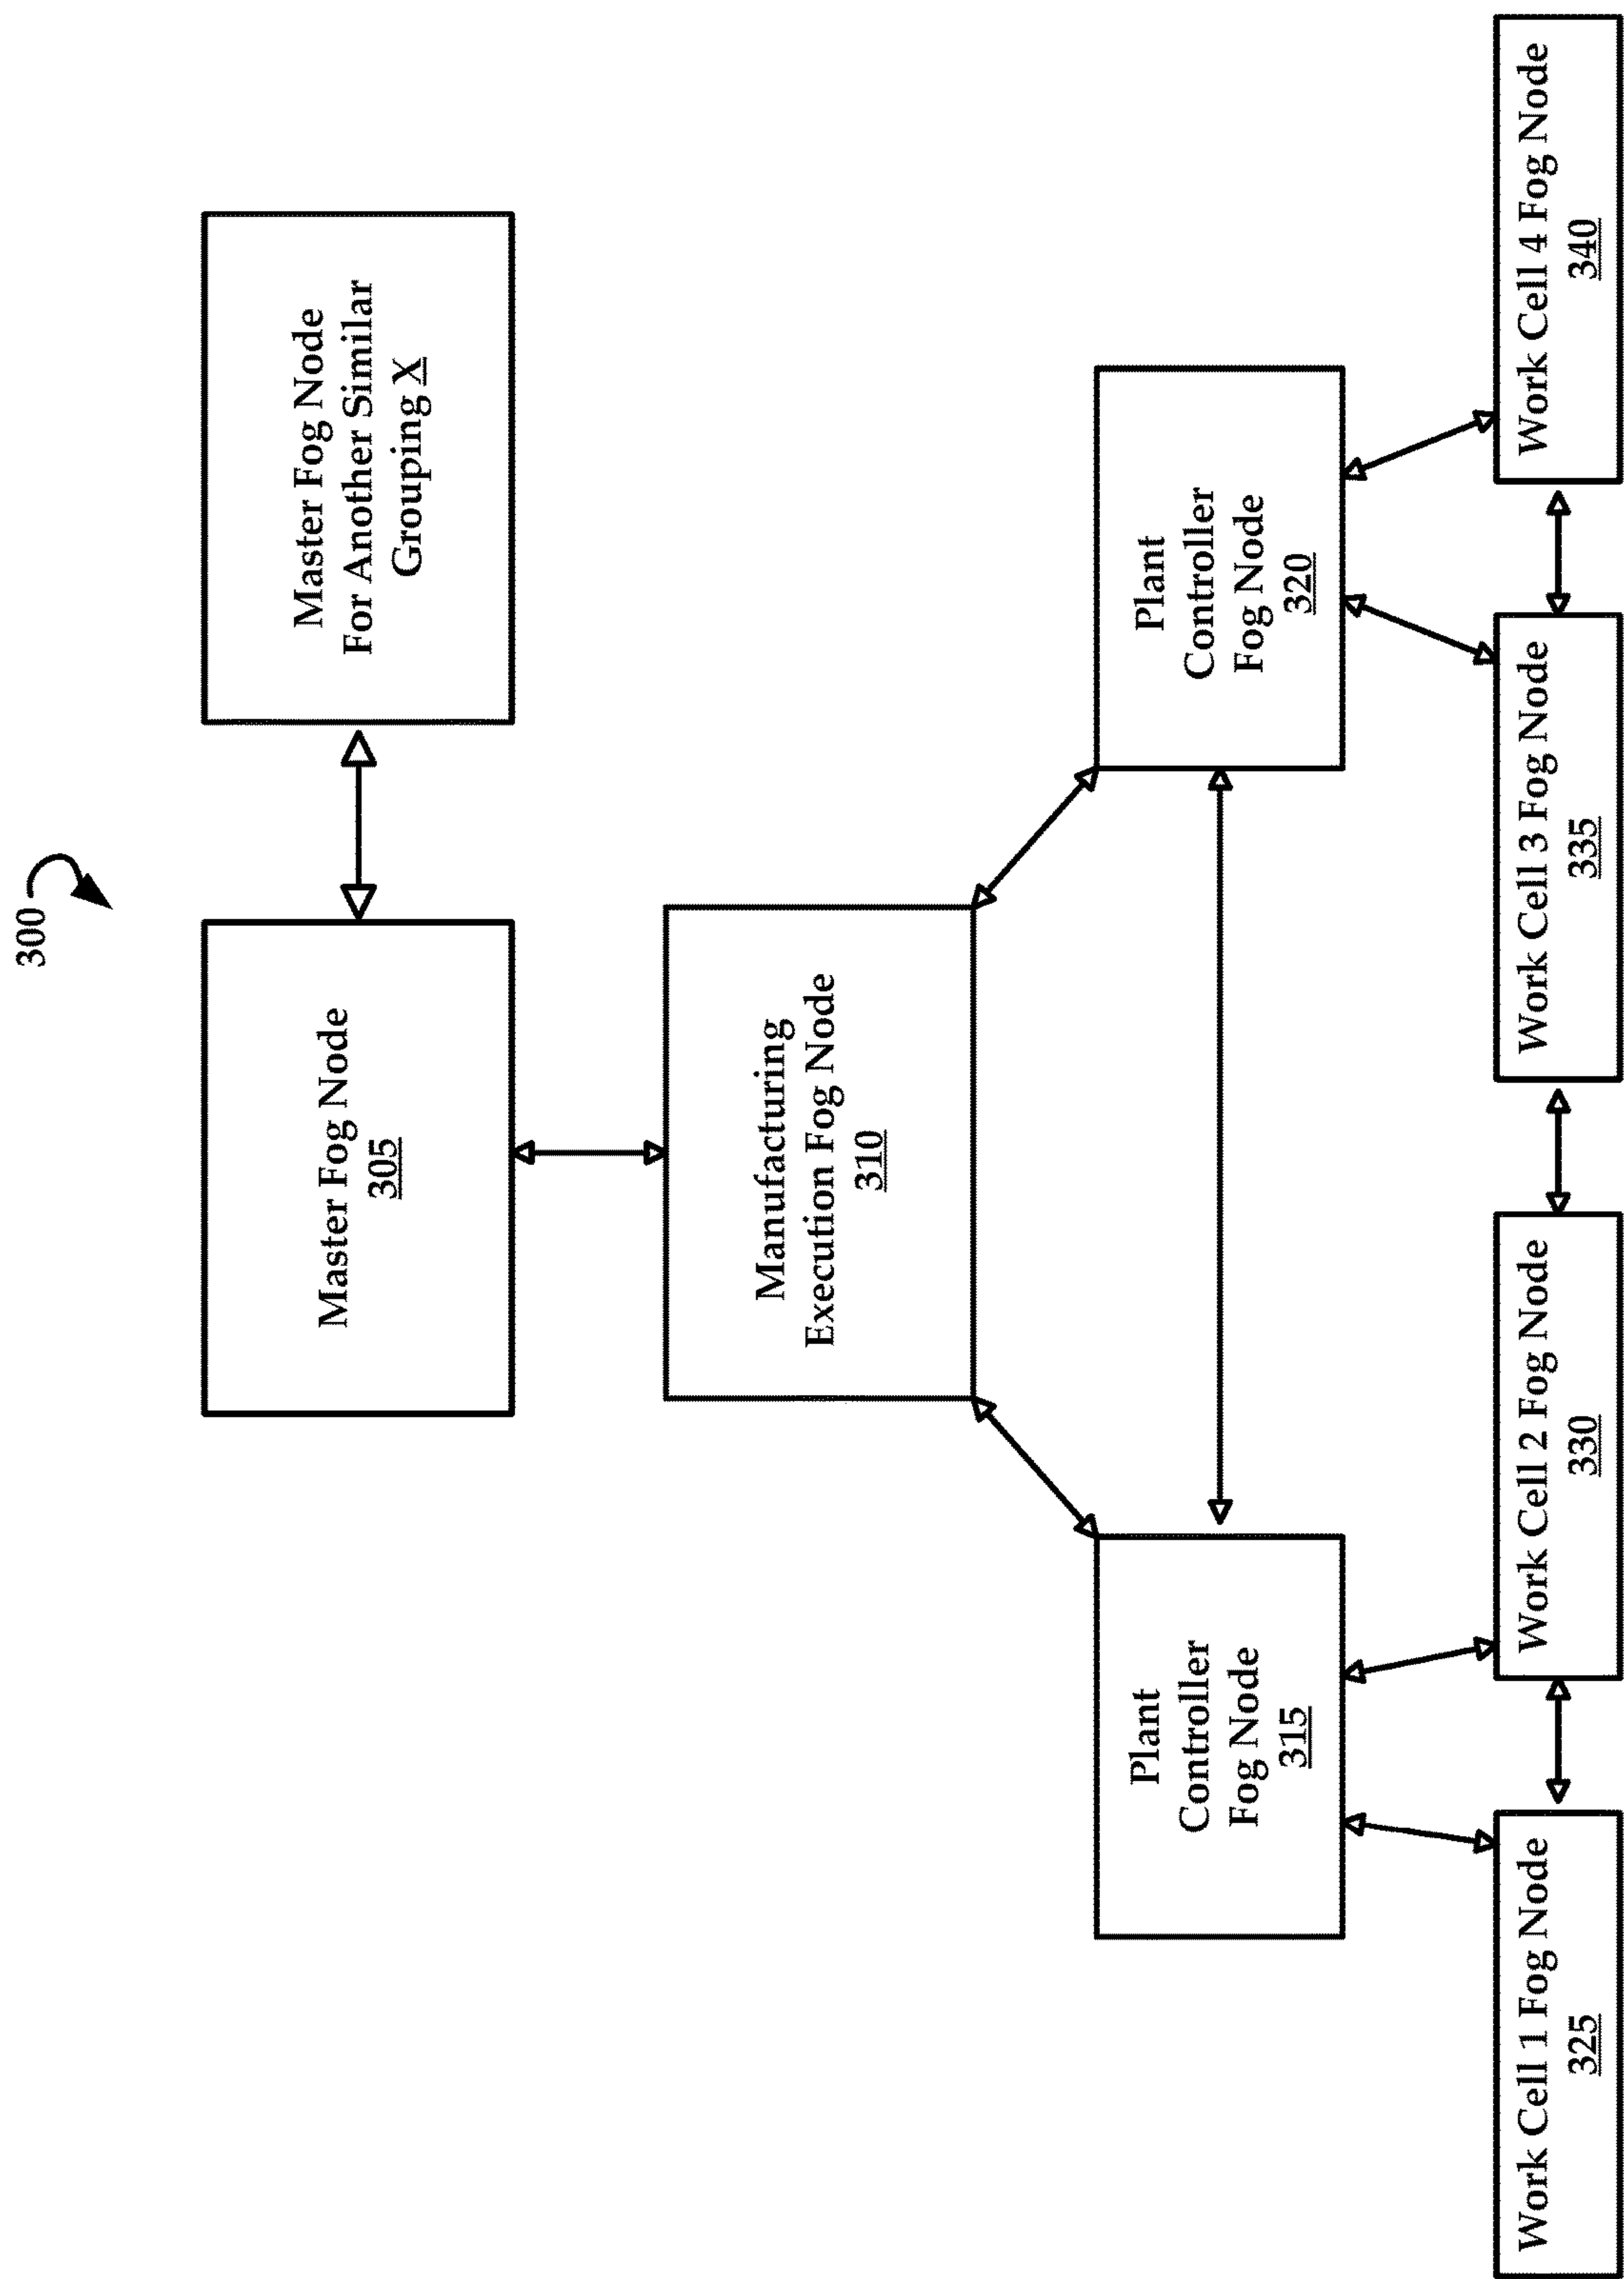 300
Master Fog Node
305
Master Fog Node
For Another Similar
Grouping X
Manufacturing
Execution Fog Node
310
Plant
Controller
Fog Node
315
Plant
Controller
Fog Node
320
Work Cell 1 Fog Node
325
Work Cell 2 Fog Node
330
Work Cell 3 Fog Node
335
Work Cell 4 Fog Node
340